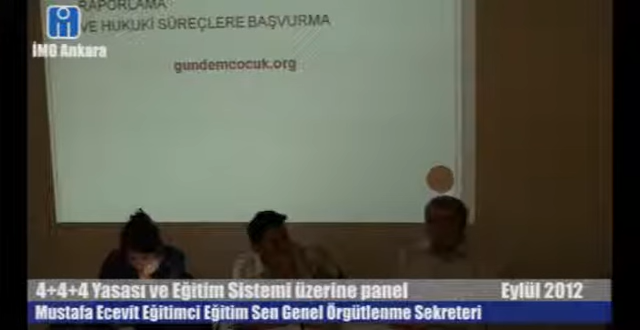 RAPORLAMA
VE HUKUKİ SÜREÇLERE BAŞVURMA
İMO Ankara
gundemcocuk.org
4+4+4 Yasası ve Eğitim Sistemi üzerine panel Eylül 2012
Mustafa Ecevit Eğitimci Eğitim Sen Genel Örgütlenme Sekreteri